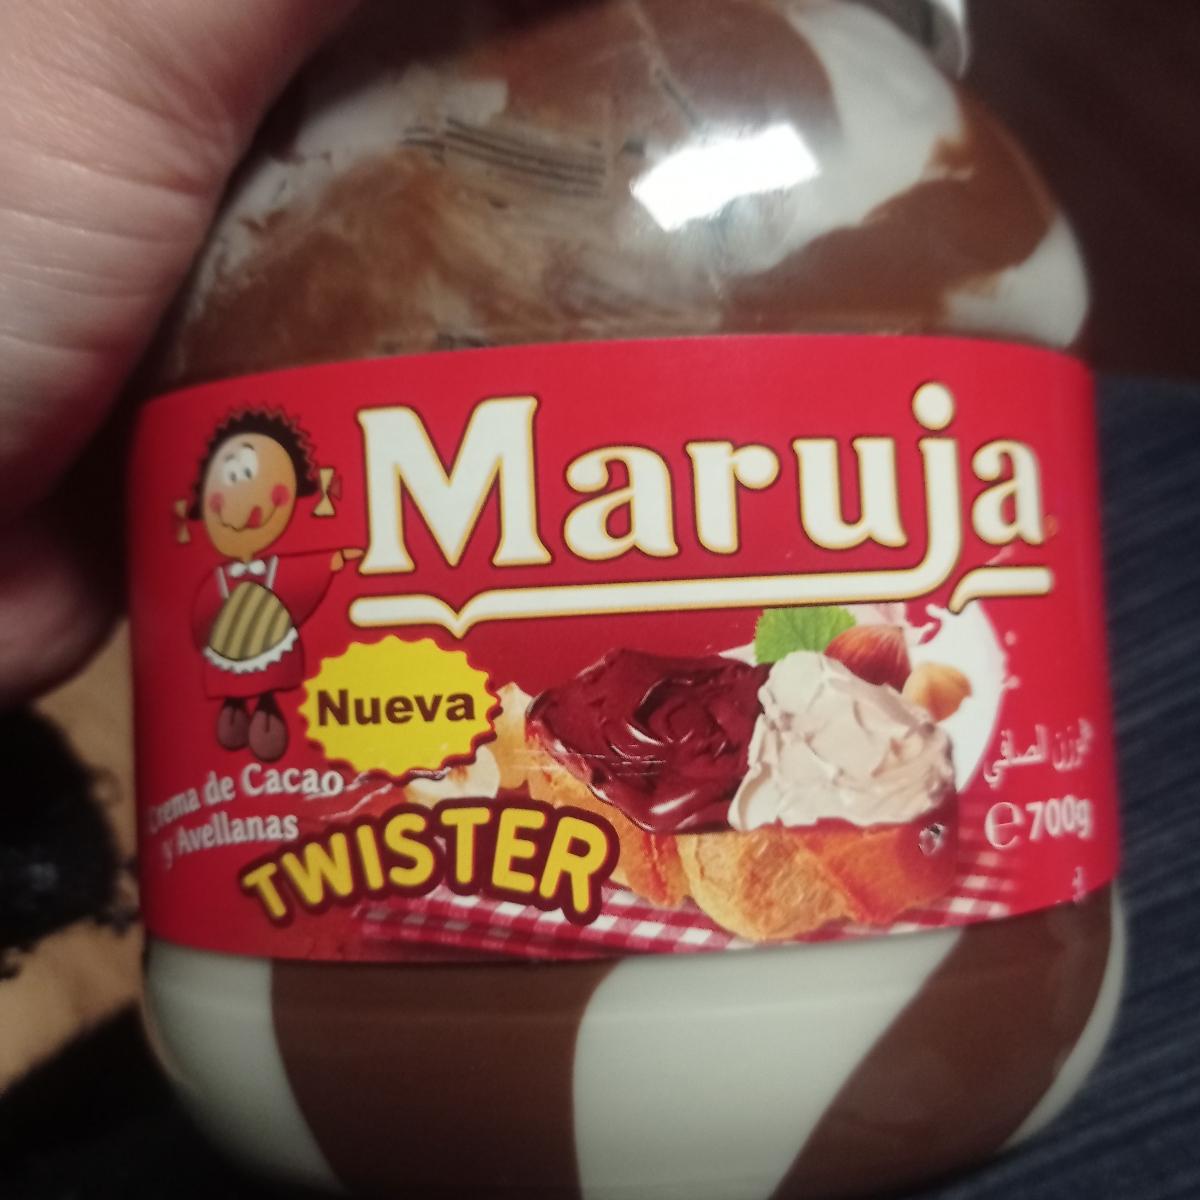 Maruja
Nueva
Crema de Cacao
y Avellanas
TWISTER
الوزن الصافي
e 700g